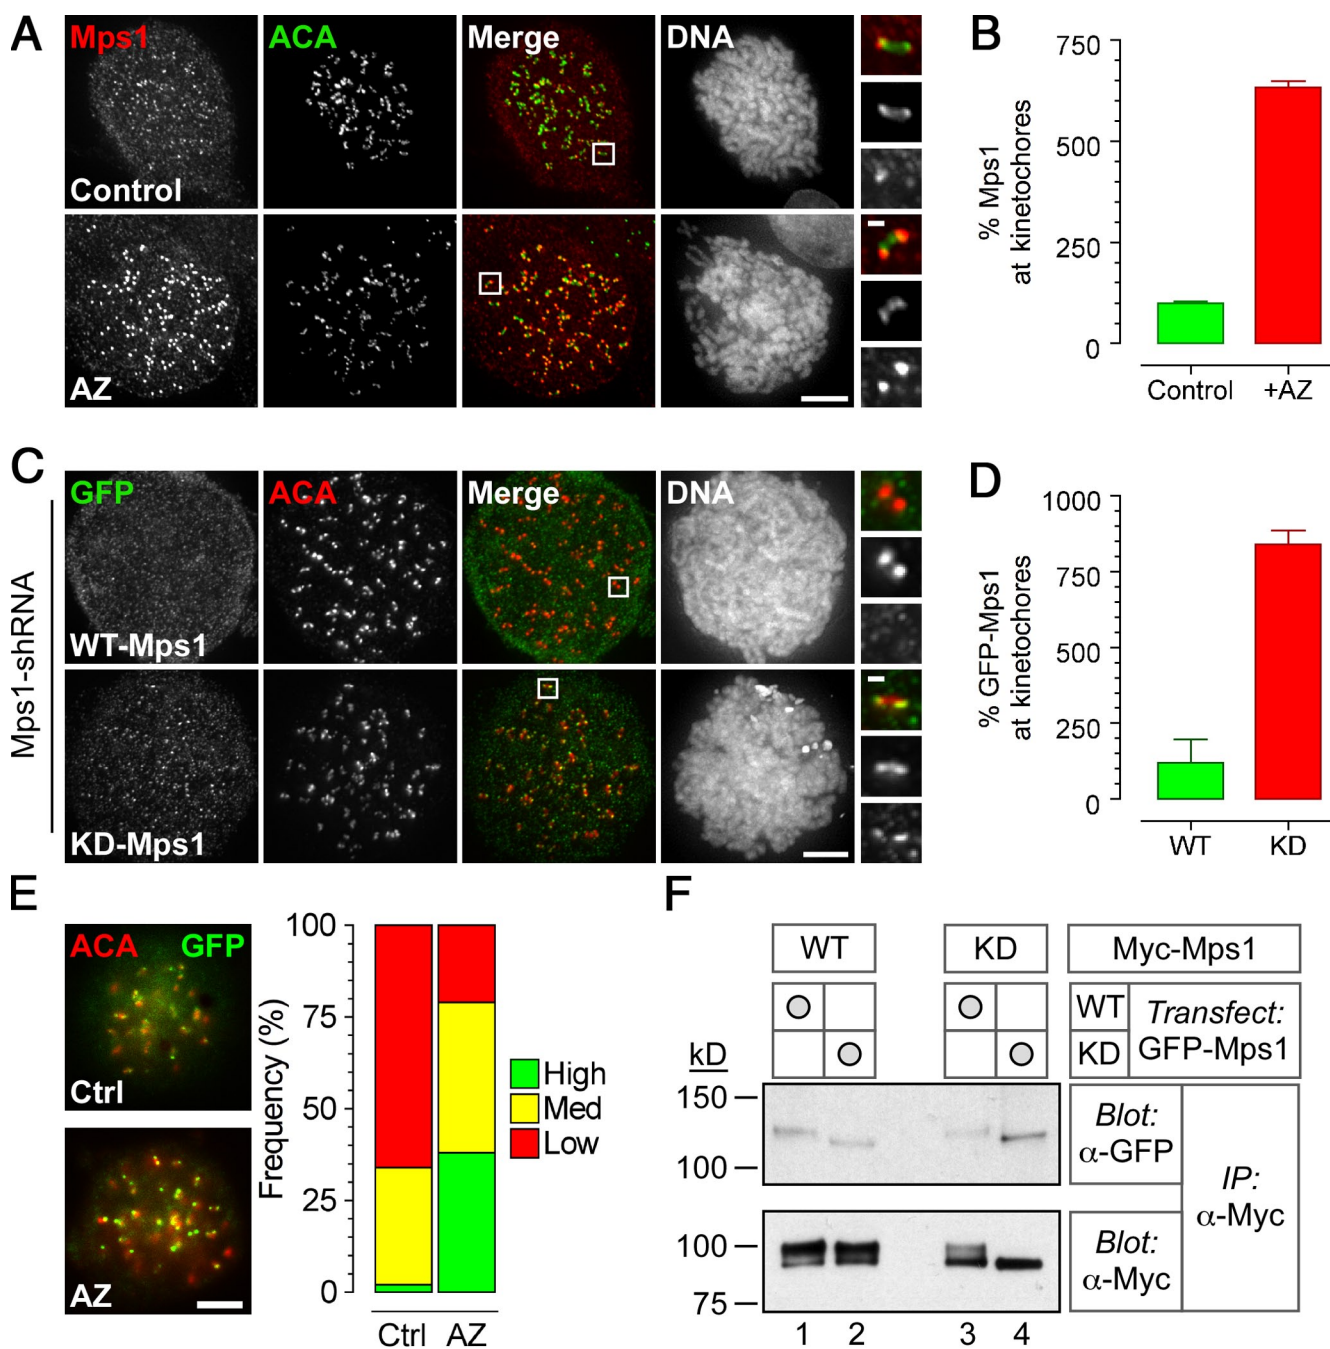 A
Mps1
ACA
Merge
DNA
Control
AZ
B
750
500
250
0
% Mps1
at kinetochores
Control
+AZ
C
Mps1-shRNA
GFP
ACA
Merge
DNA
WT-Mps1
KD-Mps1
D
1000
750
500
250
0
% GFP-Mps1
at kinetochores
WT
KD
E
ACA
GFP
Ctrl
AZ
100
75
50
25
0
Frequency (%)
High
Med
Low
Ctrl
AZ
F
WT
KD
Myc-Mps1
WT
KD
Transfect:
GFP-Mps1
kD
150
100
Blot:
α-GFP
100
75
Blot:
α-Myc
IP:
α-Myc
1
2
3
4